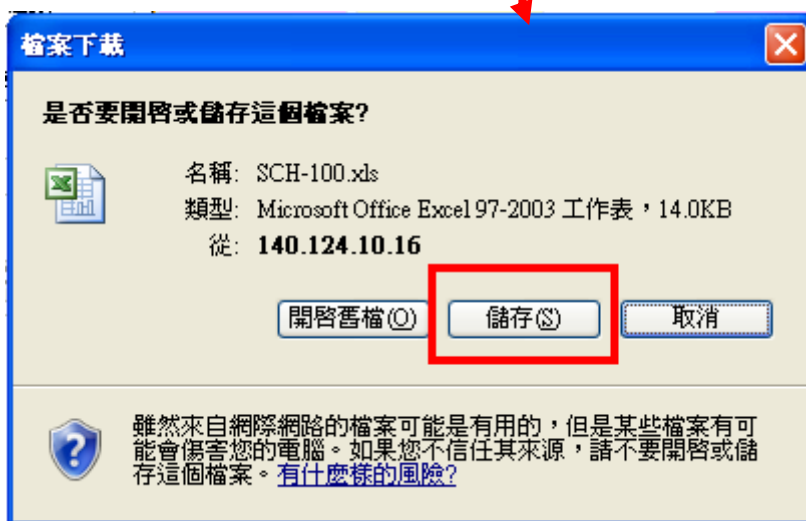 檔案下載
是否要開啓或儲存這個檔案?
名稱: SCH-100.xls
類型: Microsoft Office Excel 97-2003 工作表，14.0KB
從: 140.124.10.16
開啓舊檔(O) 儲存(S) 取消
雖然來自網際網路的檔案可能是有用的，但是某些檔案有可
能會傷害您的電腦。如果您不信任其來源，請不要開啓或儲
存這個檔案。有什麼樣的風險?